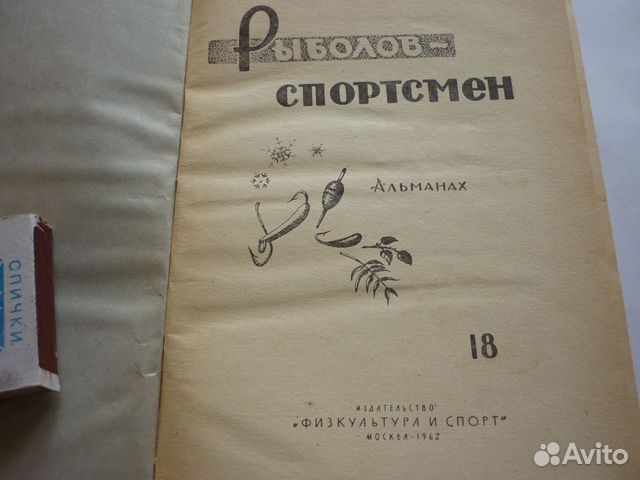 Рыболов-
спортсмен
Альманах
18
ИЗДАТЕЛЬСТВО
„ФИЗКУЛЬТУРА И СПОРТ"
МОСКВА-1962
СПИЧКИ
Avito